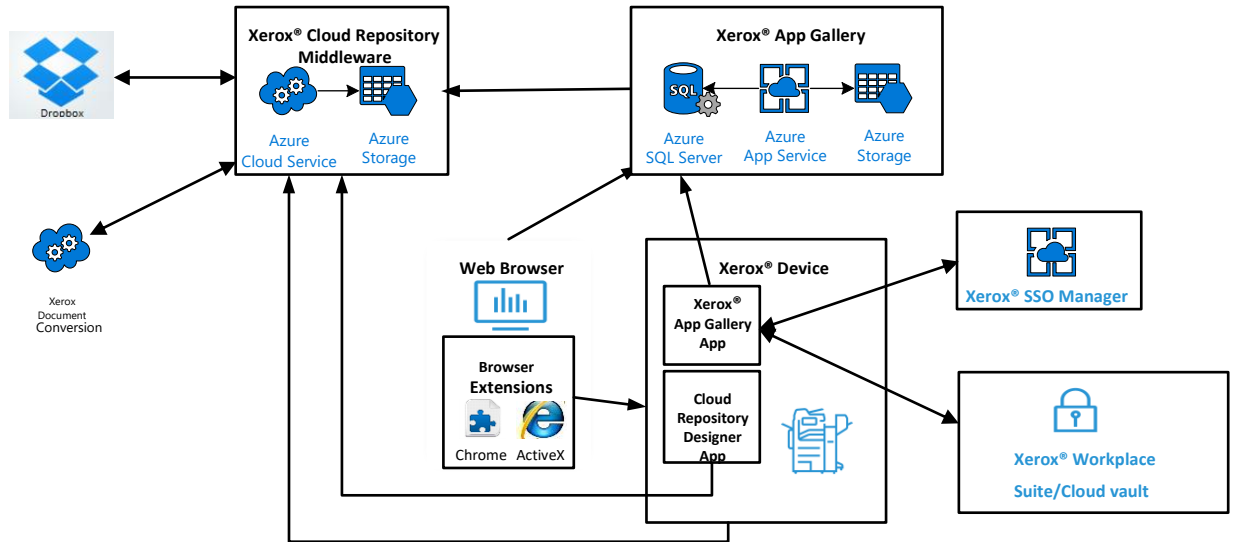 Xerox® Cloud Repository
Middleware
Azure
Cloud Service
Azure
Storage
Xerox® App Gallery
SQL
Azure
SQL Server
Azure
App Service
Azure
Storage
Dropbox
Xerox
Document
Conversion
Web Browser
Browser
Extensions
Chrome
ActiveX
Xerox® Device
Xerox®
App Gallery
App
Cloud
Repository
Designer
App
Xerox® SSO Manager
Xerox® Workplace
Suite/Cloud vault